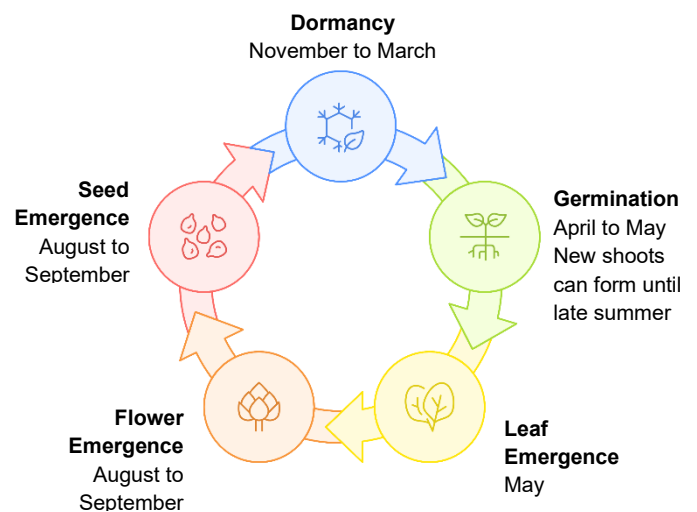 Dormancy
November to March
Germination
April to May
New shoots
can form until
late summer
Leaf
Emergence
May
Flower
Emergence
August to
September
Seed
Emergence
August to
September